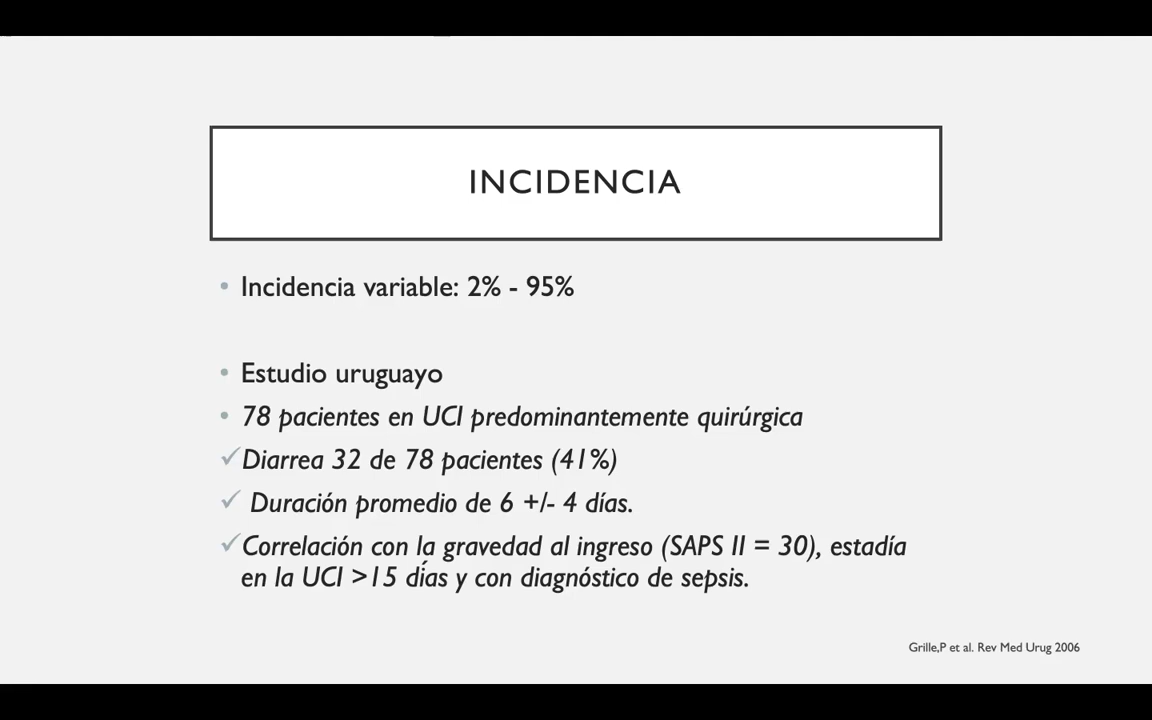 INCIDENCIA
• Incidencia variable: 2% - 95%
• Estudio uruguayo
• 78 pacientes en UCI predominantemente quirúrgica
✓ Diarrea 32 de 78 pacientes (41%)
✓ Duración promedio de 6 +/- 4 días.
✓ Correlación con la gravedad al ingreso (SAPS II = 30), estadía
en la UCI >15 días y con diagnóstico de sepsis.
Grille,P et al. Rev Med Urug 2006